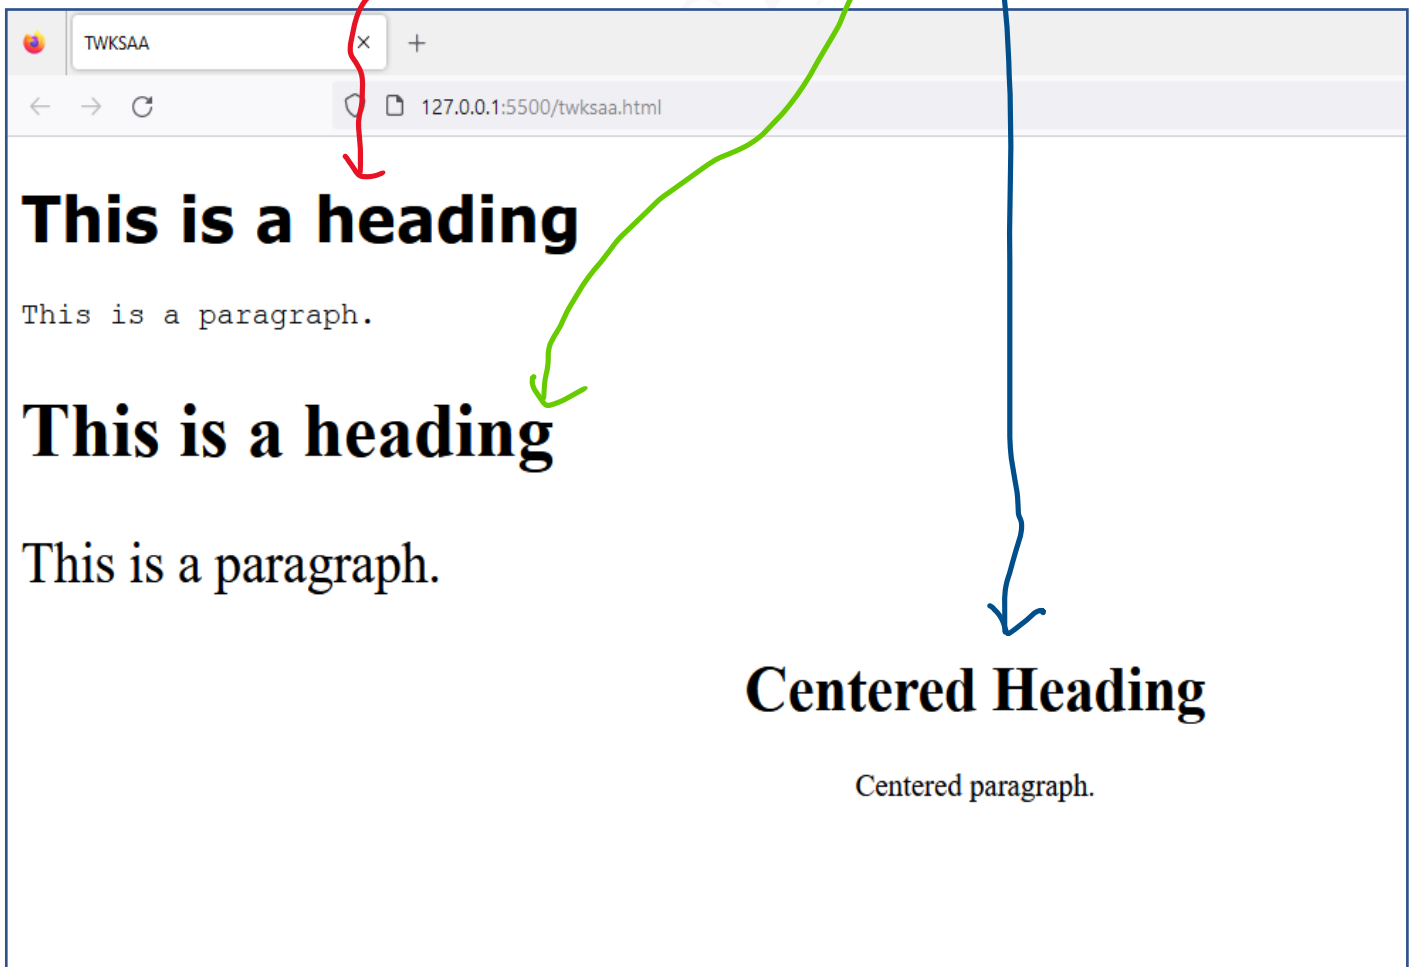 TWKSAA
127.0.0.1:5500/twksaa.html
This is a heading
This is a paragraph.
This is a heading
This is a paragraph.
Centered Heading
Centered paragraph.